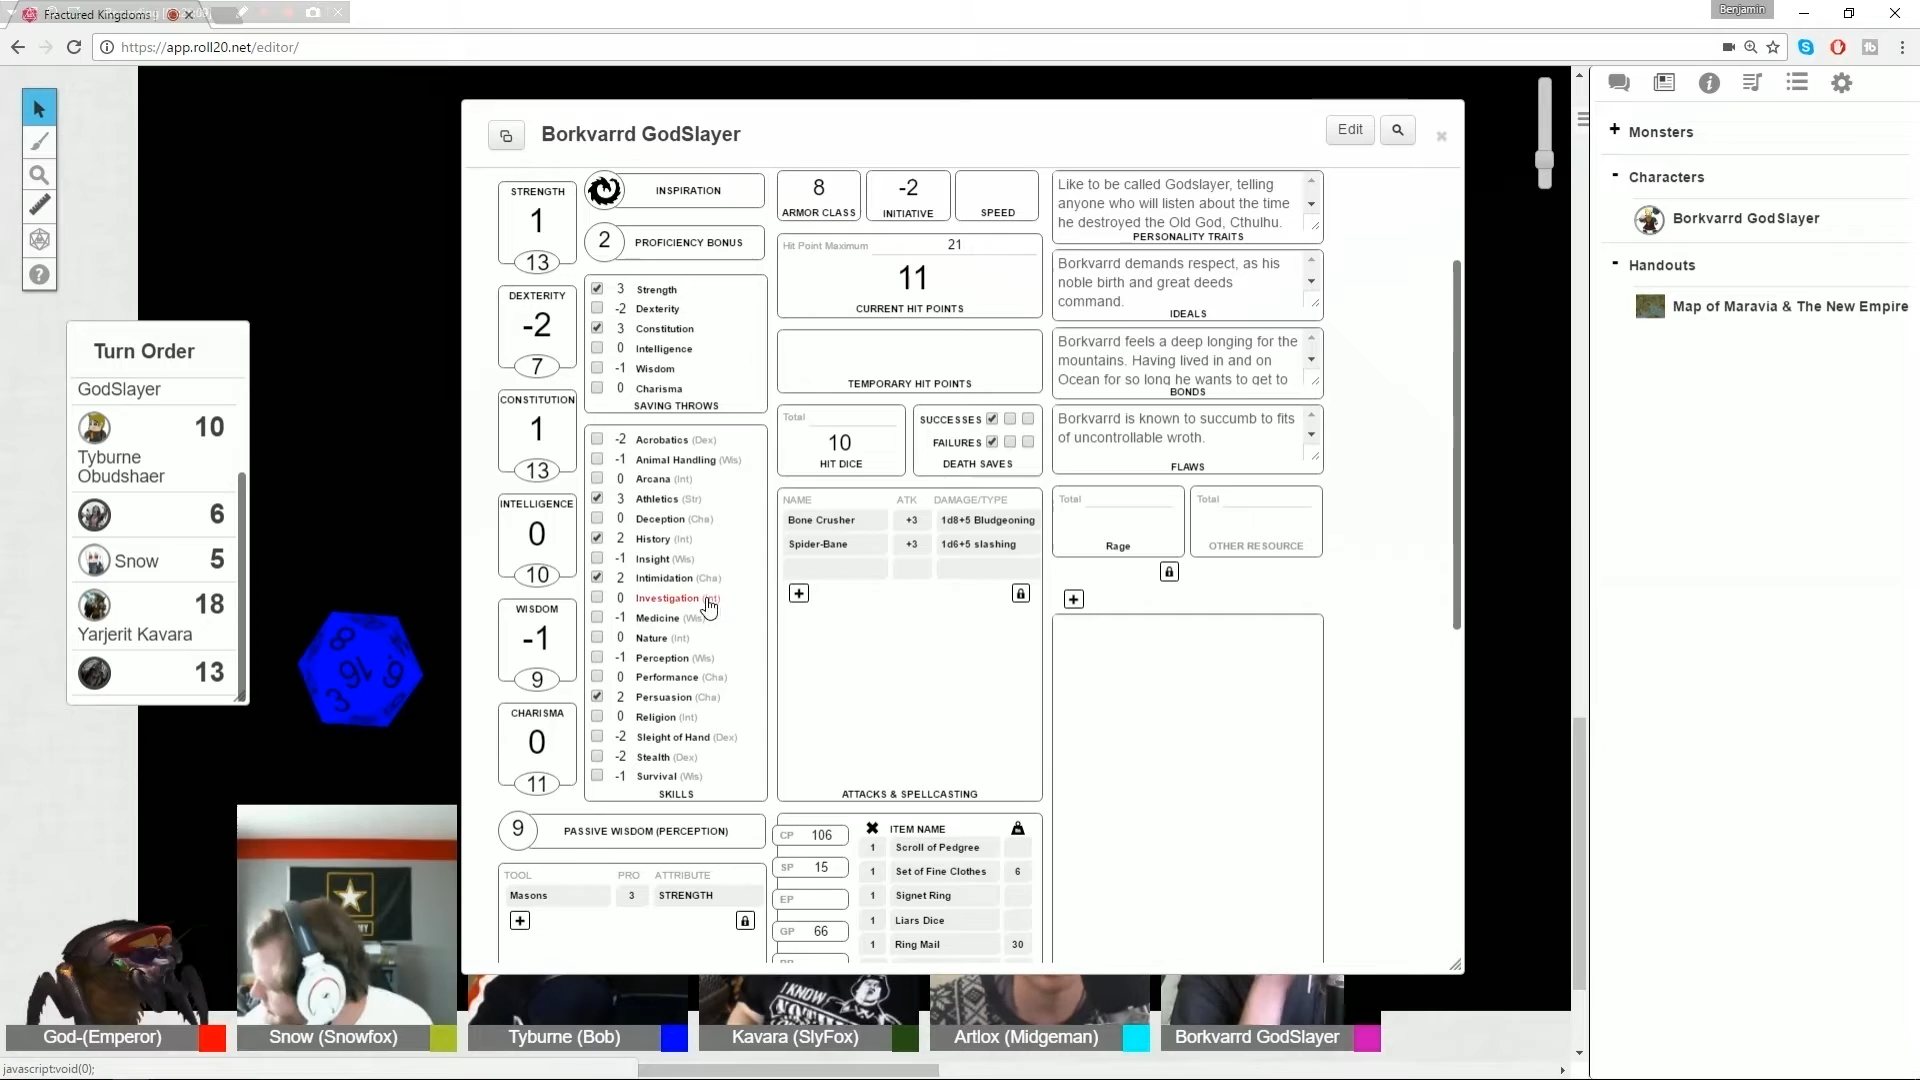 Fractured Kingdoms
Benjamin
https://app.roll20.net/editor/
Borkvarrd GodSlayer
Edit
STRENGTH
1
13
DEXTERITY
-2
7
CONSTITUTION
1
13
INTELLIGENCE
0
10
WISDOM
-1
9
CHARISMA
0
11
INSPIRATION
2 PROFICIENCY BONUS
3 Strength
-2 Dexterity
3 Constitution
0 Intelligence
-1 Wisdom
0 Charisma
SAVING THROWS
-2 Acrobatics (Dex)
-1 Animal Handling (Wis)
0 Arcana (Int)
3 Athletics (Str)
0 Deception (Cha)
2 History (Int)
-1 Insight (Wis)
2 Intimidation (Cha)
0 Investigation (Int)
-1 Medicine (Wis)
0 Nature (Int)
-1 Perception (Wis)
0 Performance (Cha)
2 Persuasion (Cha)
0 Religion (Int)
-2 Sleight of Hand (Dex)
-2 Stealth (Dex)
-1 Survival (Wis)
SKILLS
9 PASSIVE WISDOM (PERCEPTION)
TOOL PRO ATTRIBUTE
Masons 3 STRENGTH
8 -2
ARMOR CLASS INITIATIVE SPEED
Hit Point Maximum 21
11
CURRENT HIT POINTS
TEMPORARY HIT POINTS
Total
10
HIT DICE
SUCCESSES
FAILURES
DEATH SAVES
NAME ATK DAMAGE/TYPE
Bone Crusher +3 1d8+5 Bludgeoning
Spider-Bane +3 1d6+5 slashing
ATTACKS & SPELLCASTING
CP 106
SP 15
EP
GP 66
ITEM NAME
1 Scroll of Pedgree
1 Set of Fine Clothes 6
1 Signet Ring
1 Liars Dice
1 Ring Mail 30
Like to be called Godslayer, telling
anyone who will listen about the time
he destroyed the Old God, Cthulhu.
PERSONALITY TRAITS
Borkvarrd demands respect, as his
noble birth and great deeds
command.
IDEALS
Borkvarrd feels a deep longing for the
mountains. Having lived in and on
Ocean for so long he wants to get to
BONDS
Borkvarrd is known to succumb to fits
of uncontrollable wroth.
FLAWS
Total
Rage
Total
OTHER RESOURCE
Monsters
Characters
Borkvarrd GodSlayer
Handouts
Map of Maravia & The New Empire
Turn Order
GodSlayer
10
Tyburne
Obudshaer
6
Snow 5
18
Yarjerit Kavara
13
8
16
9
3
I KNOW
God-(Emperor)
Snow (Snowfox)
Tyburne (Bob)
Kavara (SlyFox)
Artlox (Midgeman)
Borkvarrd GodSlayer
javascript:void(0);